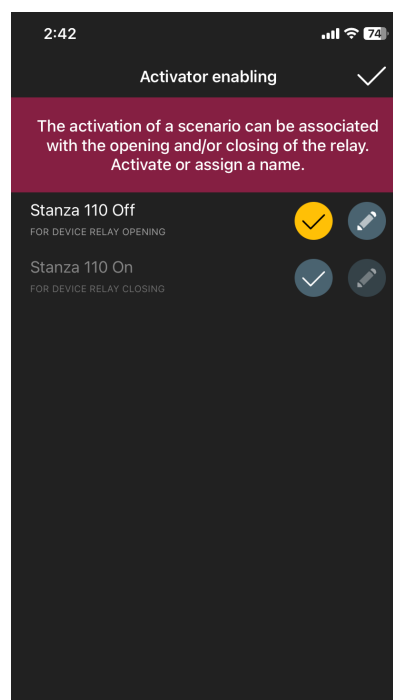 2:42
74
Activator enabling
The activation of a scenario can be associated
with the opening and/or closing of the relay.
Activate or assign a name.
Stanza 110 Off
FOR DEVICE RELAY OPENING
Stanza 110 On
FOR DEVICE RELAY CLOSING